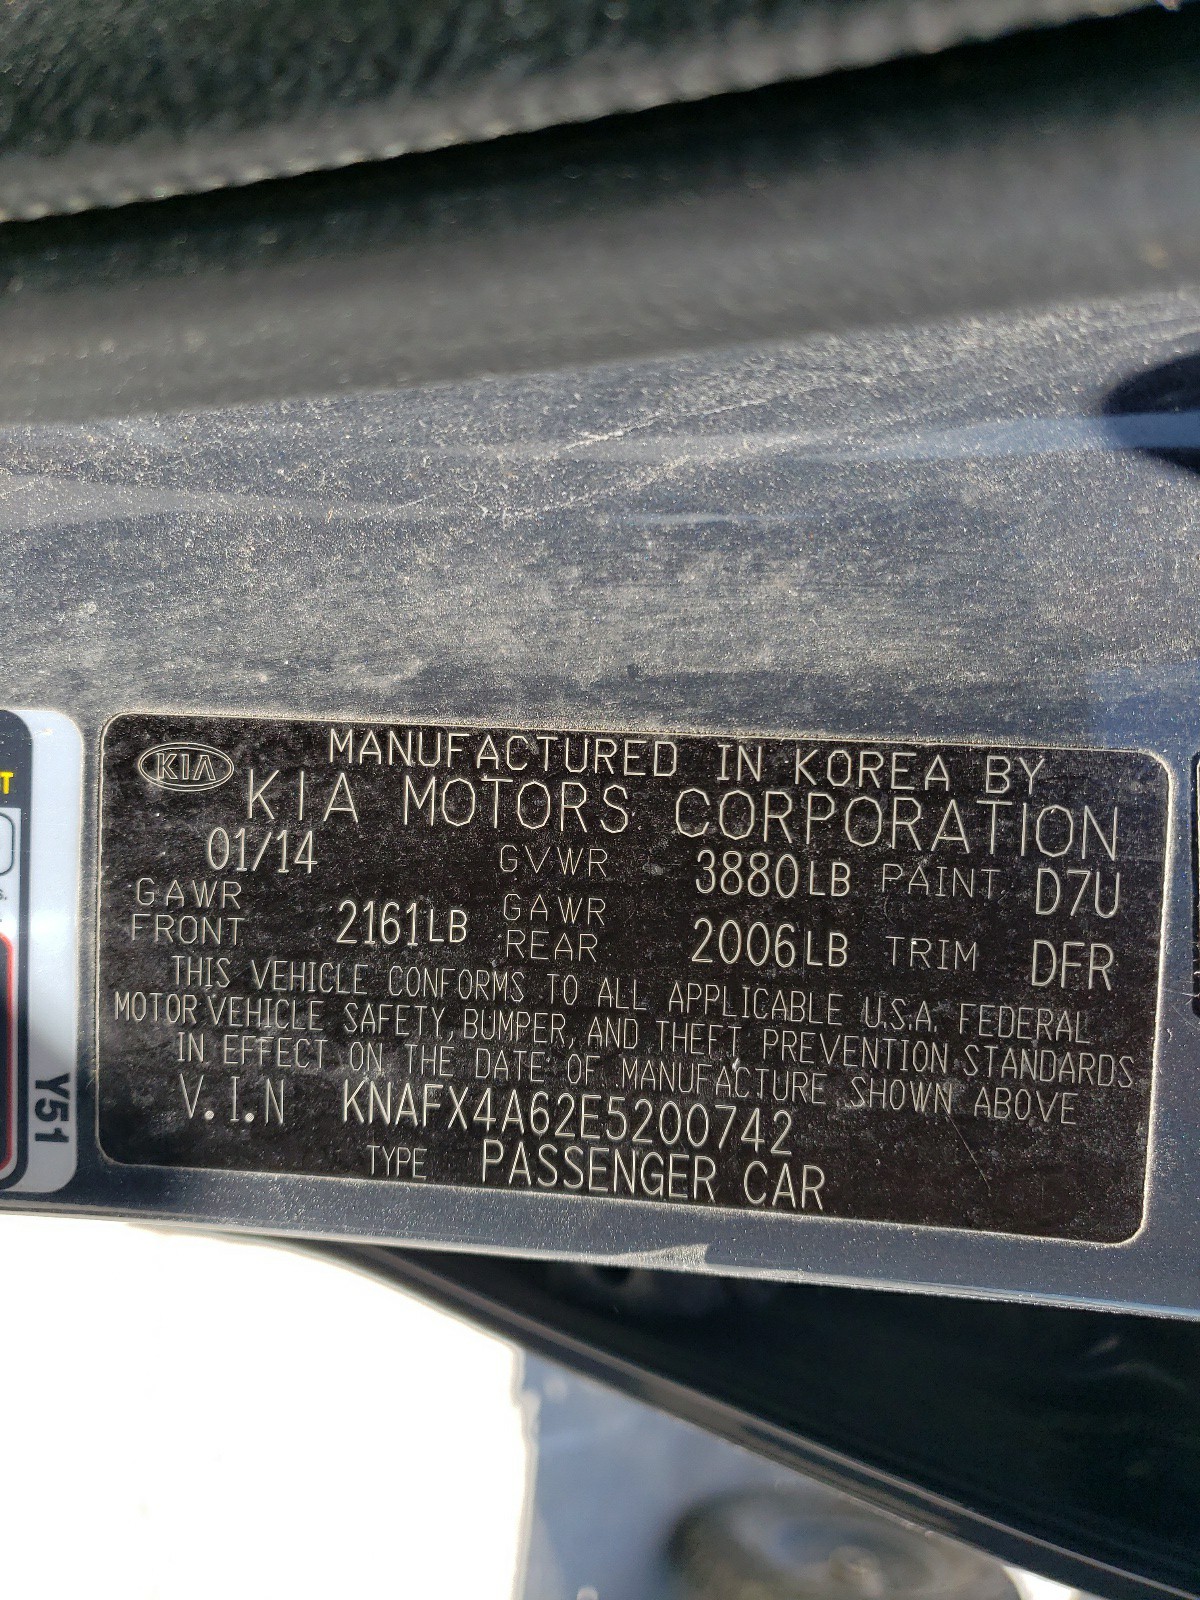 KIA
MANUFACTURED IN KOREA BY
KIA MOTORS CORPORATION
01/14 GVWR 3880LB PAINT D7U
GAWR FRONT 2161LB GAWR REAR 2006LB TRIM DFR
THIS VEHICLE CONFORMS TO ALL APPLICABLE U.S.A. FEDERAL
MOTOR VEHICLE SAFETY, BUMPER, AND THEFT PREVENTION STANDARDS
IN EFFECT ON THE DATE OF MANUFACTURE SHOWN ABOVE
V.I.N KNAFX4A62E5200742
TYPE PASSENGER CAR
Y51